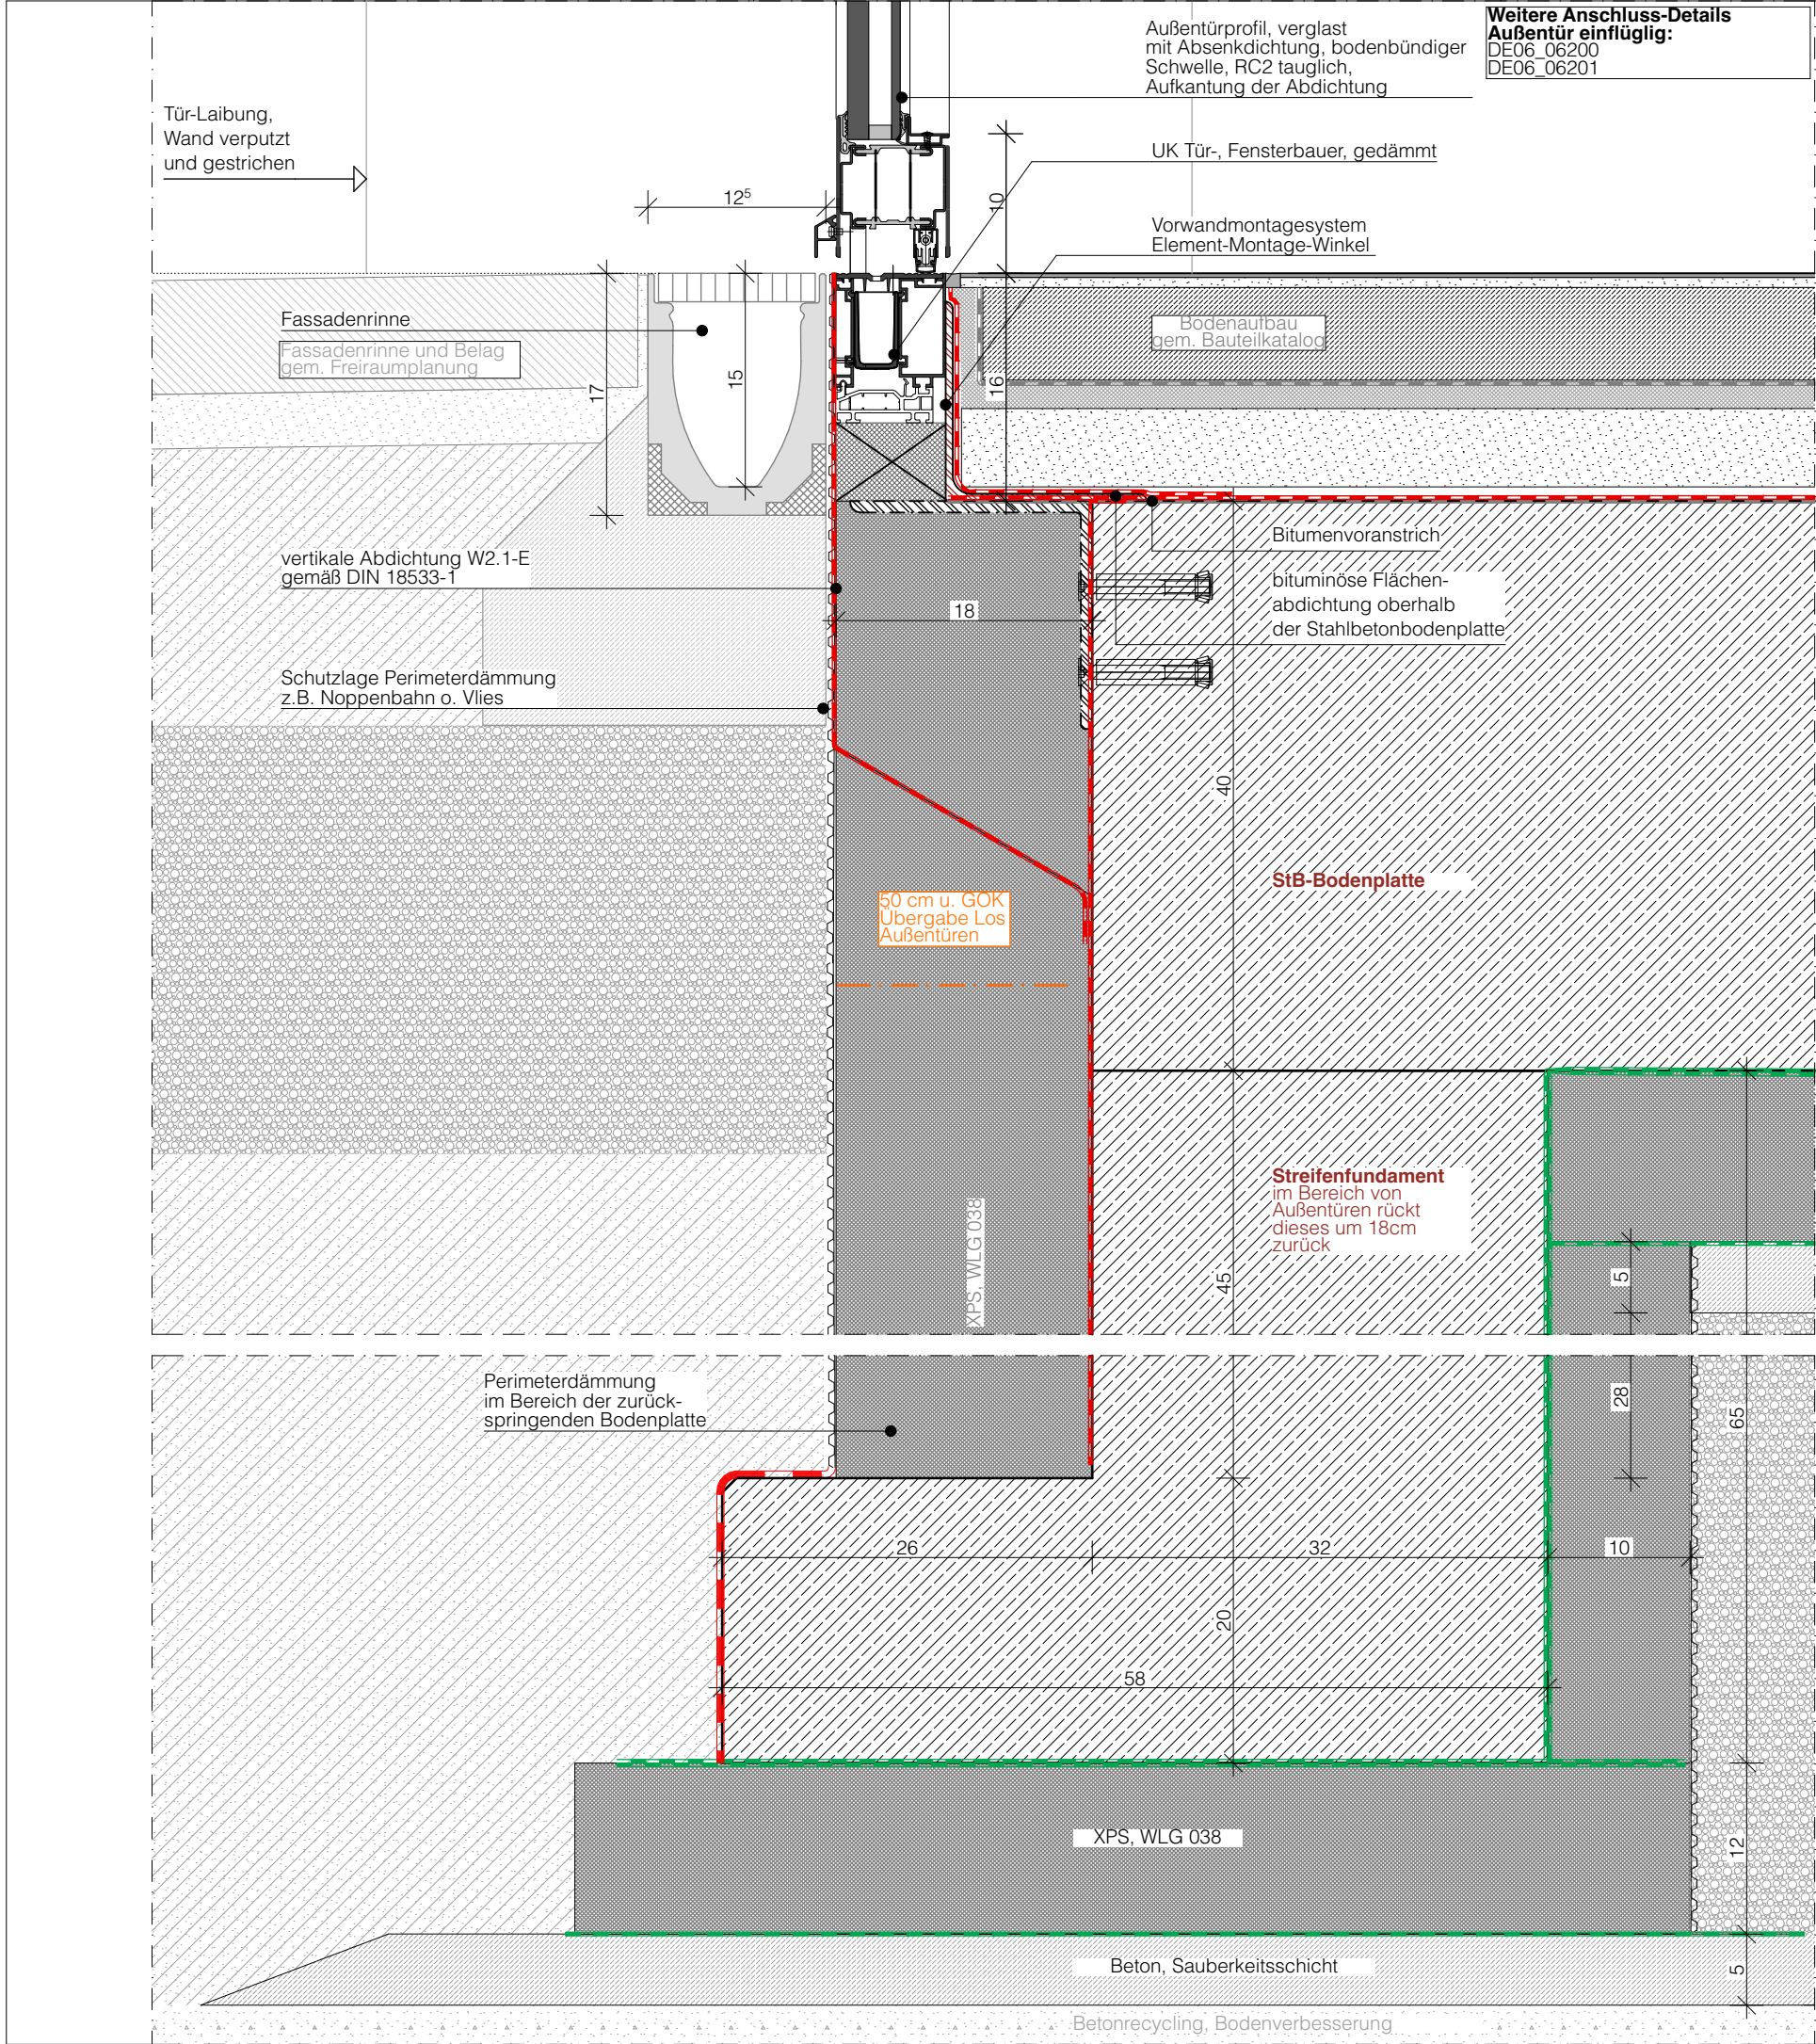 Weitere Anschluss-Details
Außentür einflüglig:
DE06_06200
DE06_06201
Außentürprofil, verglast
mit Absenkdichtung, bodenbündiger
Schwelle, RC2 tauglich,
Aufkantung der Abdichtung
Tür-Laibung,
Wand verputzt
und gestrichen
UK Tür-, Fensterbauer, gedämmt
12⁵
10
Vorwandmontagesystem
Element-Montage-Winkel
Fassadenrinne
Fassadenrinne und Belag
gem. Freiraumplanung
Bodenaufbau
gem. Bauteilkatalog
17
15
16
Bitumenvoranstrich
vertikale Abdichtung W2.1-E
gemäß DIN 18533-1
bituminöse Flächen-
abdichtung oberhalb
der Stahlbetonbodenplatte
18
Schutzlage Perimeterdämmung
z.B. Noppenbahn o. Vlies
40
StB-Bodenplatte
50 cm u. GOK
Übergabe Los
Außentüren
Streifenfundament
im Bereich von
Außentüren rückt
dieses um 18cm
zurück
XPS, WLG 038
45
5
Perimeterdämmung
im Bereich der zurück-
springenden Bodenplatte
28
65
26
32
10
20
58
XPS, WLG 038
12
Beton, Sauberkeitsschicht
5
Betonrecycling, Bodenverbesserung